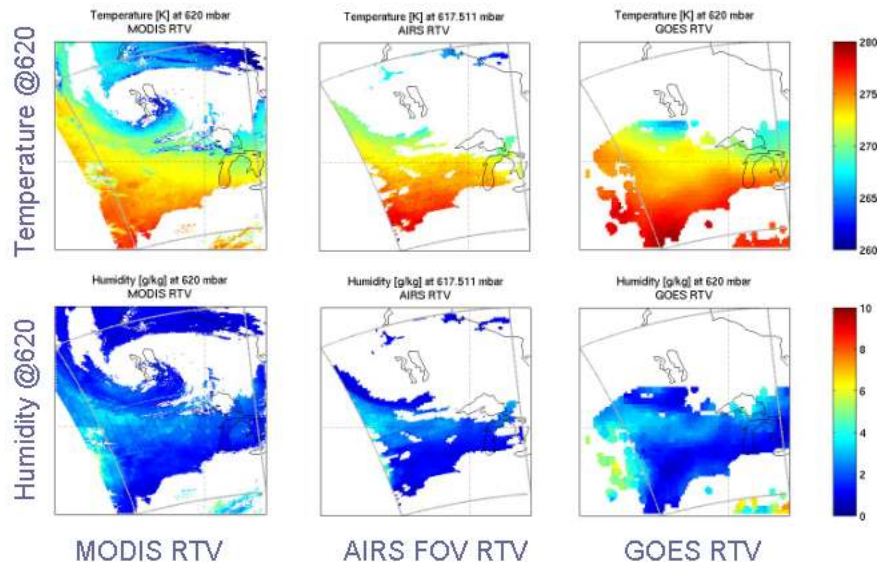 Temperature @620
Temperature [K] at 620 mbar
MODIS RTV
Temperature [K] at 617.511 mbar
AIRS RTV
Temperature [K] at 620 mbar
GOES RTV
280
275
270
265
260
Humidity @620
Humidity [g/kg] at 620 mbar
MODIS RTV
Humidity [g/kg] at 617.511 mbar
AIRS RTV
Humidity [g/kg] at 620 mbar
GOES RTV
10
8
6
4
2
0
MODIS RTV
AIRS FOV RTV
GOES RTV